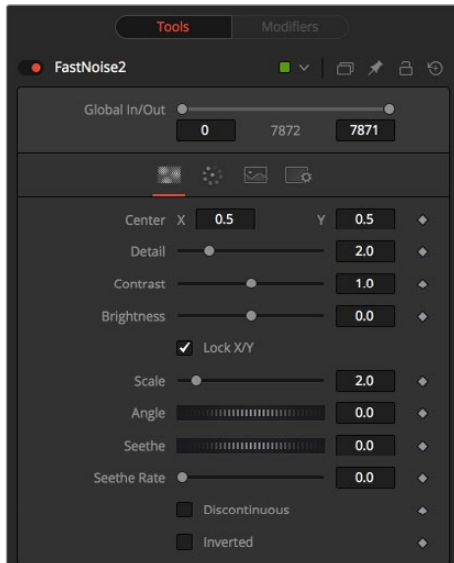 Tools Modifiers
FastNoise2
Global In/Out
0 7872 7871
Center X 0.5 Y 0.5
Detail 2.0
Contrast 1.0
Brightness 0.0
Lock X/Y
Scale 2.0
Angle 0.0
Seethe 0.0
Seethe Rate 0.0
Discontinuous
Inverted